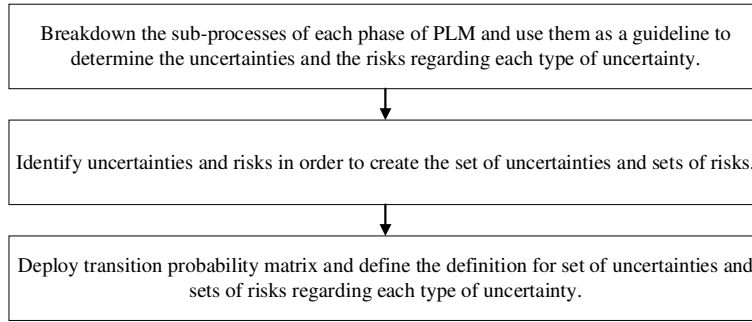 Breakdown the sub-processes of each phase of PLM and use them as a guideline to
determine the uncertainties and the risks regarding each type of uncertainty.
Identify uncertainties and risks in order to create the set of uncertainties and sets of risks.
Deploy transition probability matrix and define the definition for set of uncertainties and
sets of risks regarding each type of uncertainty.